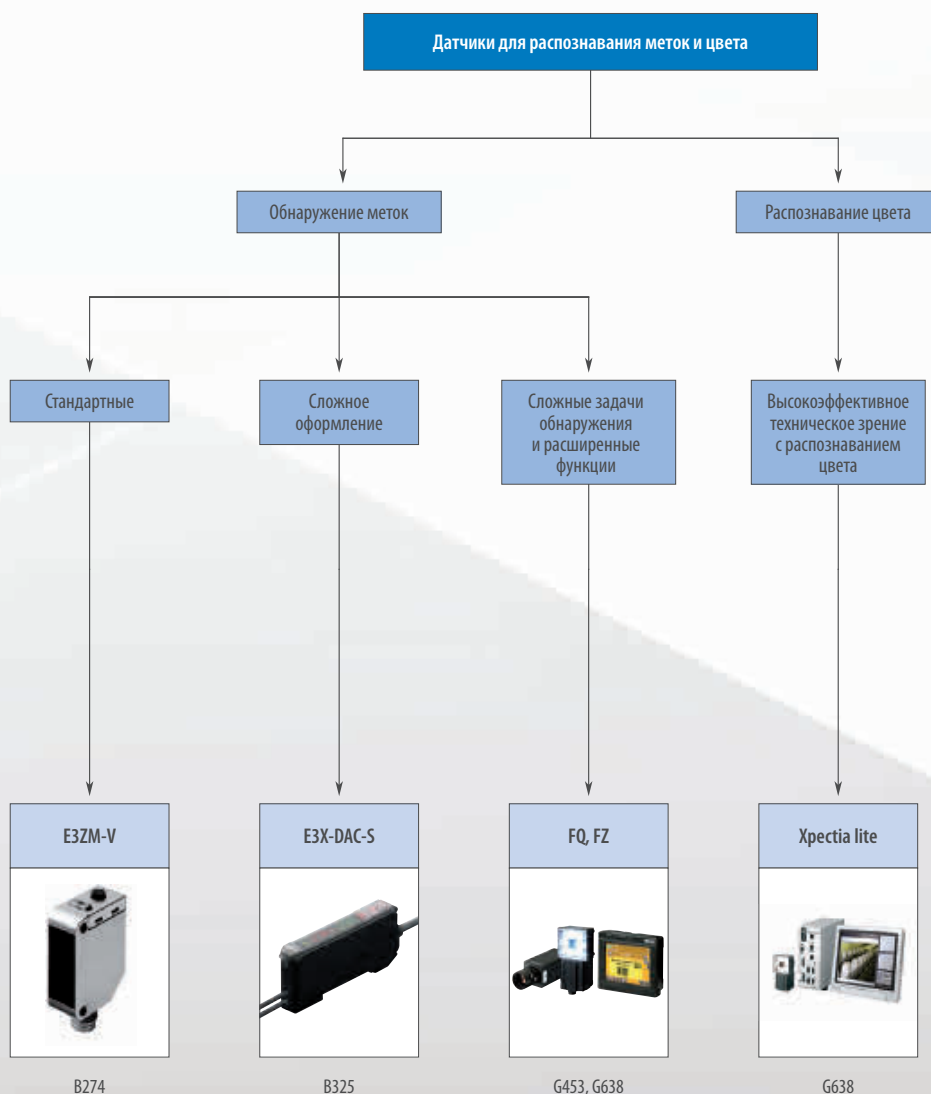 Датчики для распознавания меток и цвета
Обнаружение меток
Распознавание цвета
Стандартные
Сложное
оформление
Сложные задачи
обнаружения
и расширенные
функции
Высокоэффективное
техническое зрение
с распознаванием
цвета
E3ZM-V
E3X-DAC-S
FQ, FZ
Xpectia lite
B274
B325
G453, G638
G638